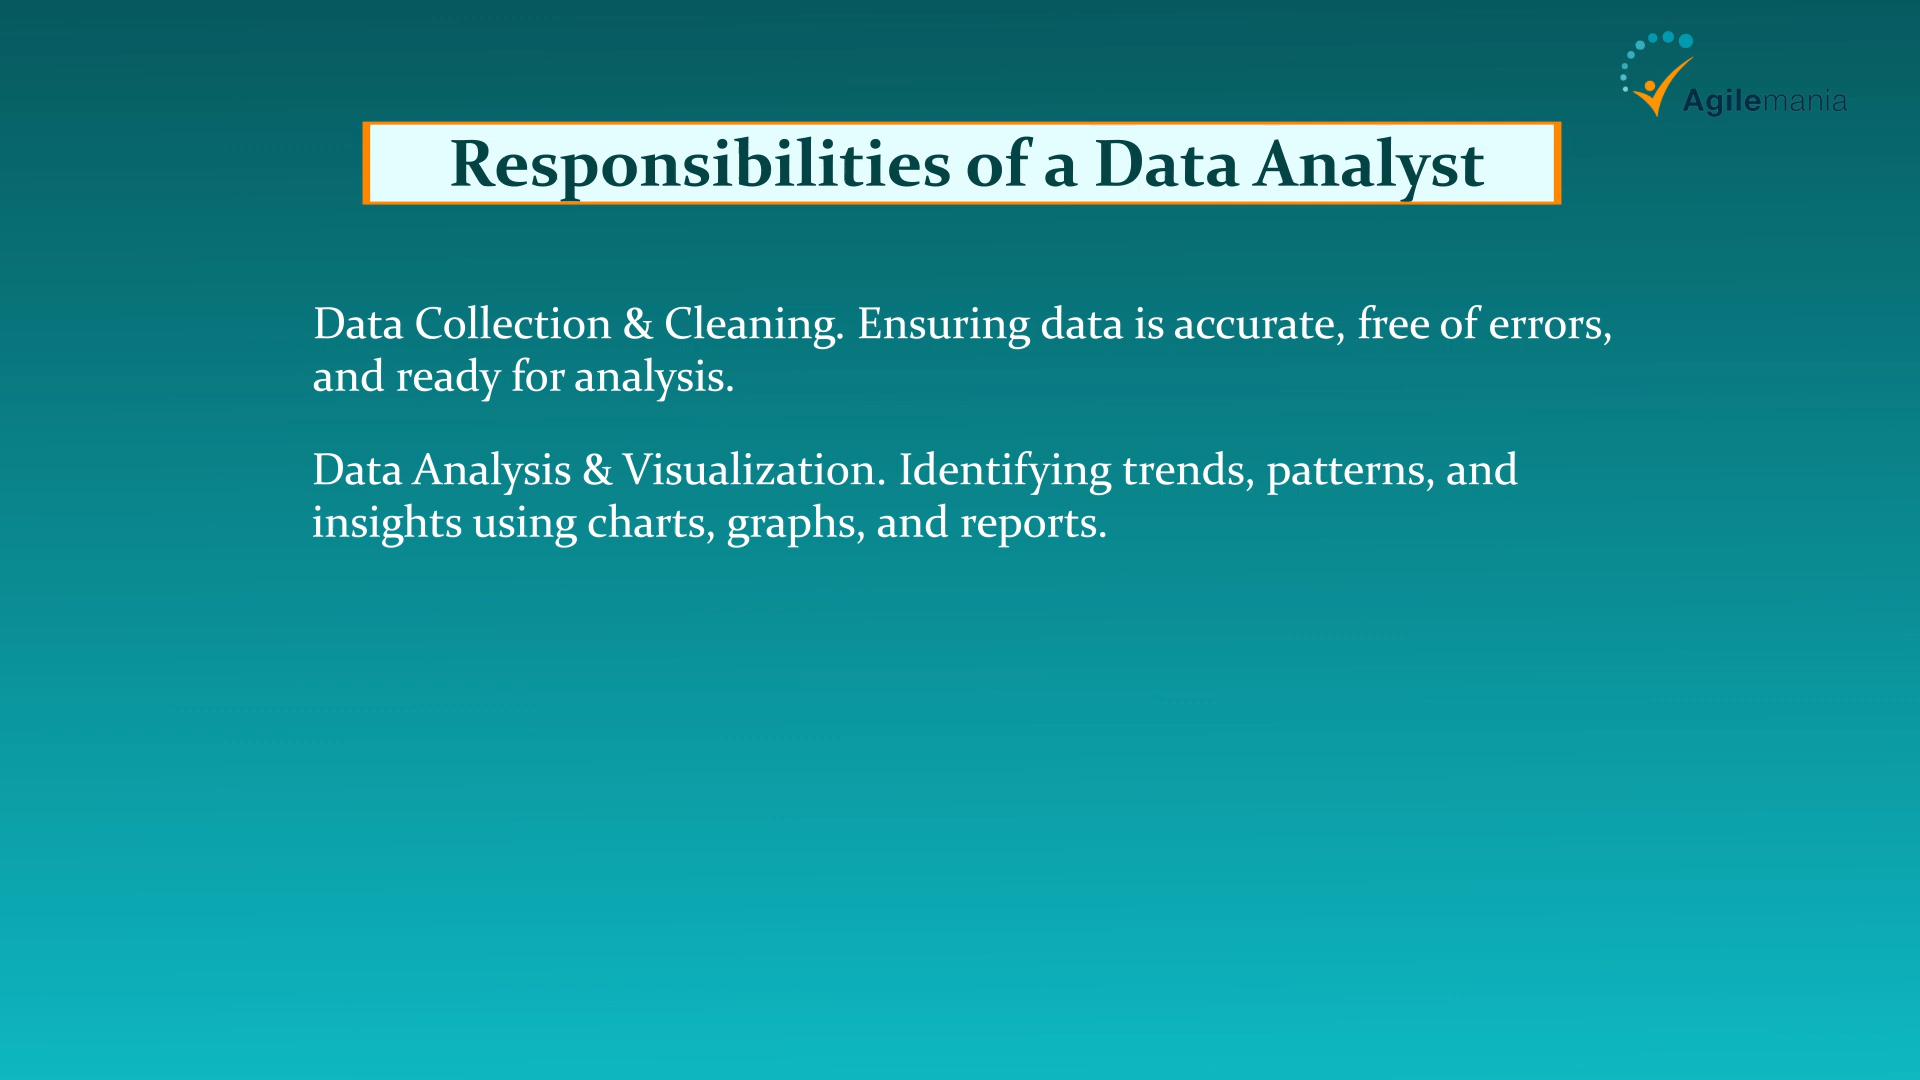 Agilemania
Responsibilities of a Data Analyst
Data Collection & Cleaning. Ensuring data is accurate, free of errors,
and ready for analysis.
Data Analysis & Visualization. Identifying trends, patterns, and
insights using charts, graphs, and reports.